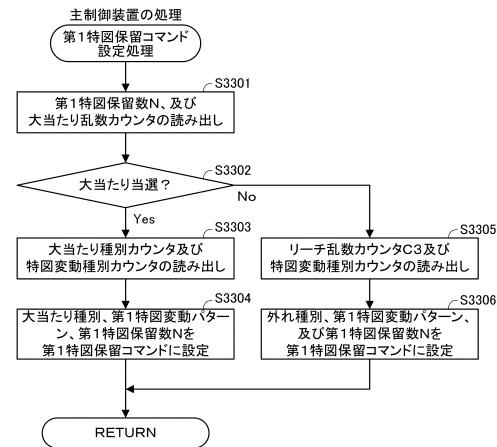 主制御装置の処理
第1特図保留コマンド
設定処理
S3301
第1特図保留数N、及び
大当たり乱数カウンタの読み出し
S3302
大当たり当選?
No
Yes
S3303
大当たり種別カウンタ及び
特図変動種別カウンタの読み出し
S3305
リーチ乱数カウンタC3及び
特図変動種別カウンタの読み出し
S3304
大当たり種別、第1特図変動パター
ン、第1特図保留数Nを
第1特図保留コマンドに設定
S3306
外れ種別、第1特図変動パターン、
及び第1特図保留数Nを
第1特図保留コマンドに設定
RETURN